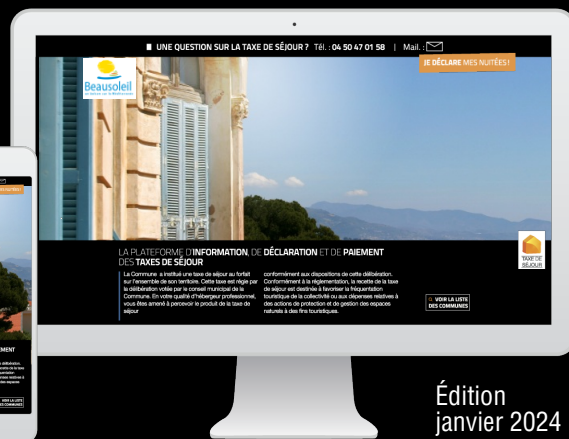 UNE QUESTION SUR LA TAXE DE SÉJOUR ? Tél. : 04 50 47 01 58 | Mail. :
JE DÉCLARE MES NUITÉES !
Beausoleil
LA PLATEFORME D'INFORMATION, DE DÉCLARATION ET DE PAIEMENT
DES TAXES DE SÉJOUR
La Commune a institué une taxe de séjour au forfait
sur l'ensemble de son territoire. Cette taxe est régie par
la délibération votée par le conseil municipal de la
Commune. En votre qualité d'hébergeur professionnel,
vous êtes amené à percevoir le produit de la taxe de
séjour
conformément aux dispositions de cette délibération.
Conformément à la réglementation, la recette de la taxe
de séjour est destinée à favoriser la fréquentation
touristique de la collectivité ou aux dépenses relatives à
des actions de protection et de gestion des espaces
naturels à des fins touristiques.
TAXE DE
SÉJOUR
VOIR LA LISTE
DES COMMUNES
VOIR LA LISTE
DES COMMUNES
Édition
janvier 2024